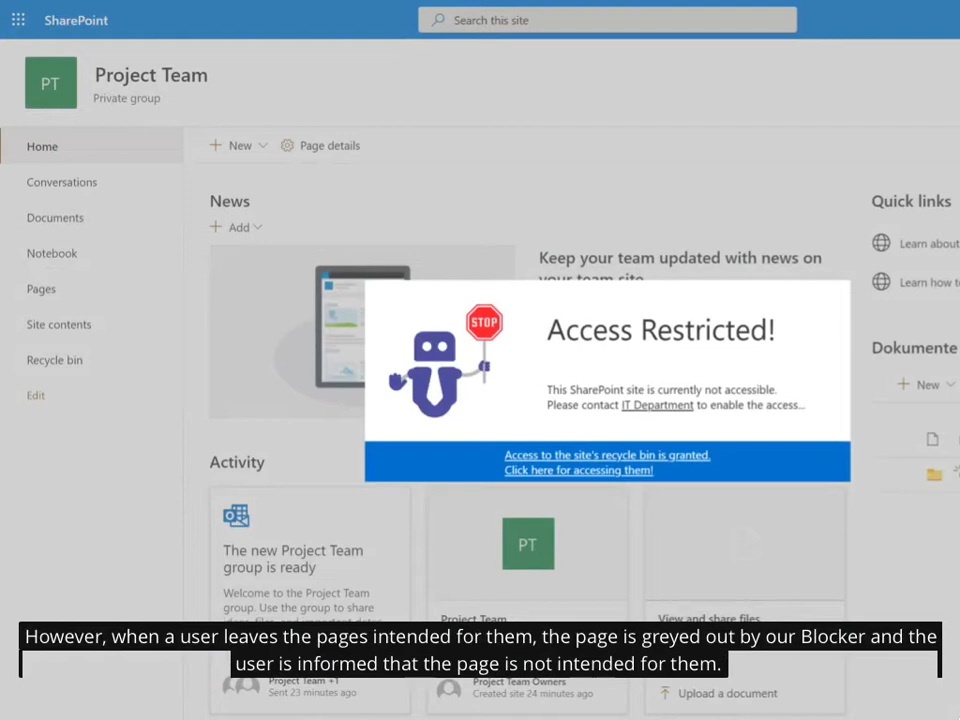 SharePoint
Search this site
PT
Project Team
Private group
Home
Conversations
Documents
Notebook
Pages
Site contents
Recycle bin
Edit
New
Page details
News
Add
Keep your team updated with news on
your team site
STOP
Access Restricted!
This SharePoint site is currently not accessible.
Please contact IT Department to enable the access...
Access to the site's recycle bin is granted.
Click here for accessing them!
Quick links
Learn about
Learn how to
Dokumente
New
Activity
The new Project Team
group is ready
Welcome to the Project Team
group. Use the group to share
Project Team +1
Sent 23 minutes ago
PT
Project Team
Project Team Owners
Created site 24 minutes ago
View and share files
Upload a document
However, when a user leaves the pages intended for them, the page is greyed out by our Blocker and the
user is informed that the page is not intended for them.